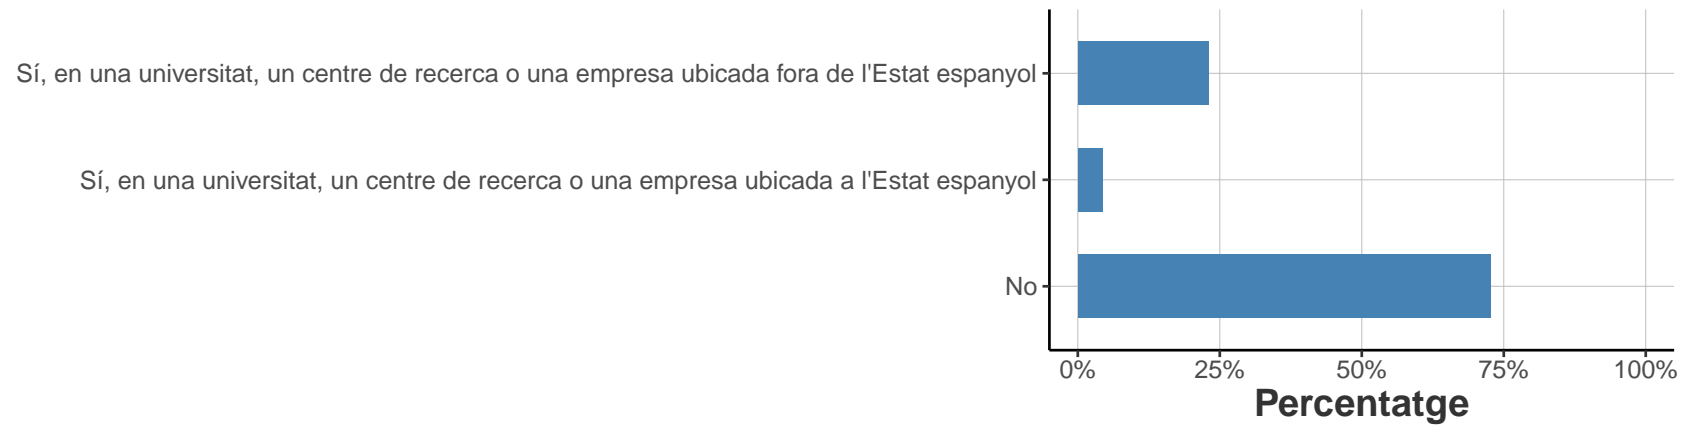 Sí, en una universitat, un centre de recerca o una empresa ubicada fora de l'Estat espanyol
Sí, en una universitat, un centre de recerca o una empresa ubicada a l'Estat espanyol
No
0% 25% 50% 75% 100%
Percentatge